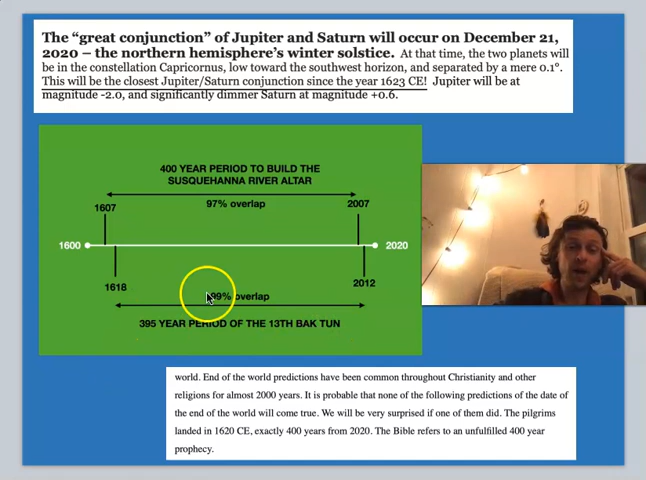 The “great conjunction” of Jupiter and Saturn will occur on December 21,
2020 – the northern hemisphere’s winter solstice. At that time, the two planets will
be in the constellation Capricornus, low toward the southwest horizon, and separated by a mere 0.1°.
This will be the closest Jupiter/Saturn conjunction since the year 1623 CE! Jupiter will be at
magnitude -2.0, and significantly dimmer Saturn at magnitude +0.6.
400 YEAR PERIOD TO BUILD THE
SUSQUEHANNA RIVER ALTAR
1607
97% overlap
2007
1600
2020
1618
99% overlap
2012
395 YEAR PERIOD OF THE 13TH BAK TUN
world. End of the world predictions have been common throughout Christianity and other
religions for almost 2000 years. It is probable that none of the following predictions of the date of
the end of the world will come true. We will be very surprised if one of them did. The pilgrims
landed in 1620 CE, exactly 400 years from 2020. The Bible refers to an unfulfilled 400 year
prophecy.